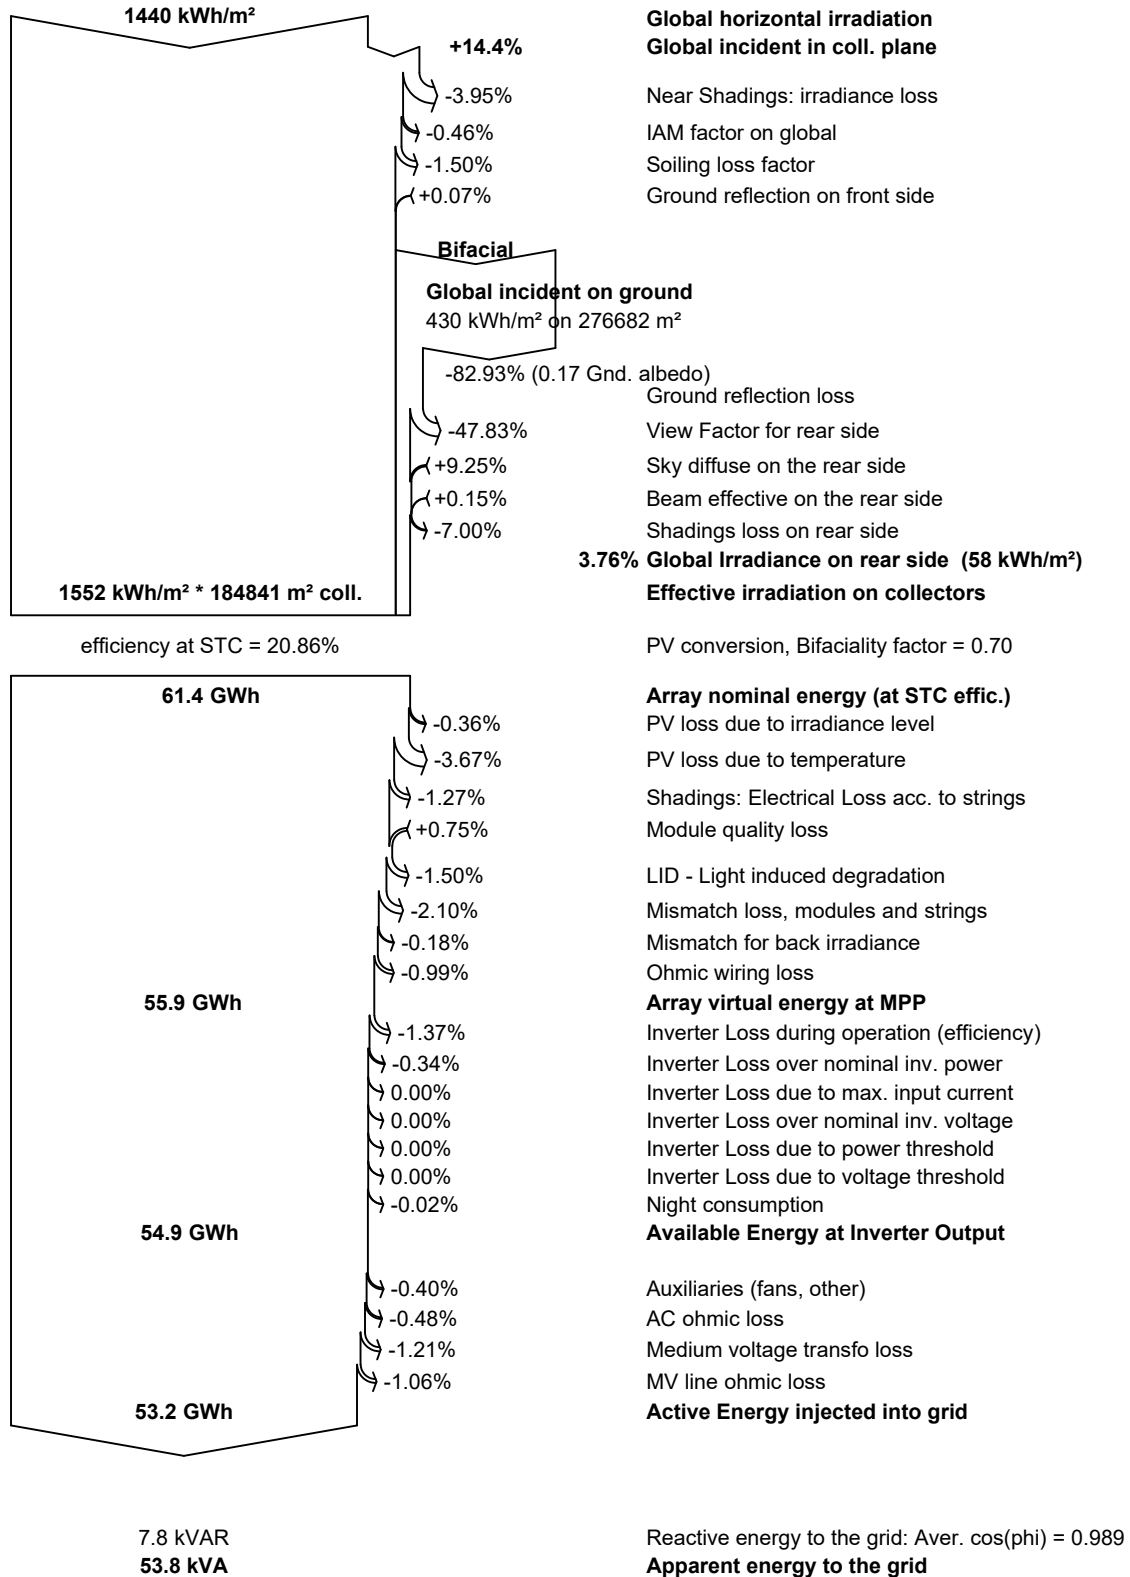 1440 kWh/m² Global horizontal irradiation
+14.4% Global incident in coll. plane
-3.95% Near Shadings: irradiance loss
-0.46% IAM factor on global
-1.50% Soiling loss factor
+0.07% Ground reflection on front side
Bifacial
Global incident on ground
430 kWh/m² on 276682 m²
-82.93% (0.17 Gnd. albedo)
Ground reflection loss
-47.83% View Factor for rear side
+9.25% Sky diffuse on the rear side
+0.15% Beam effective on the rear side
-7.00% Shadings loss on rear side
3.76% Global Irradiance on rear side (58 kWh/m²)
1552 kWh/m² * 184841 m² coll. Effective irradiation on collectors
efficiency at STC = 20.86% PV conversion, Bifaciality factor = 0.70
61.4 GWh Array nominal energy (at STC effic.)
-0.36% PV loss due to irradiance level
-3.67% PV loss due to temperature
-1.27% Shadings: Electrical Loss acc. to strings
+0.75% Module quality loss
-1.50% LID - Light induced degradation
-2.10% Mismatch loss, modules and strings
-0.18% Mismatch for back irradiance
-0.99% Ohmic wiring loss
55.9 GWh Array virtual energy at MPP
-1.37% Inverter Loss during operation (efficiency)
-0.34% Inverter Loss over nominal inv. power
0.00% Inverter Loss due to max. input current
0.00% Inverter Loss over nominal inv. voltage
0.00% Inverter Loss due to power threshold
0.00% Inverter Loss due to voltage threshold
-0.02% Night consumption
54.9 GWh Available Energy at Inverter Output
-0.40% Auxiliaries (fans, other)
-0.48% AC ohmic loss
-1.21% Medium voltage transfo loss
-1.06% MV line ohmic loss
53.2 GWh Active Energy injected into grid
7.8 kVAR Reactive energy to the grid: Aver. cos(phi) = 0.989
53.8 kVA Apparent energy to the grid